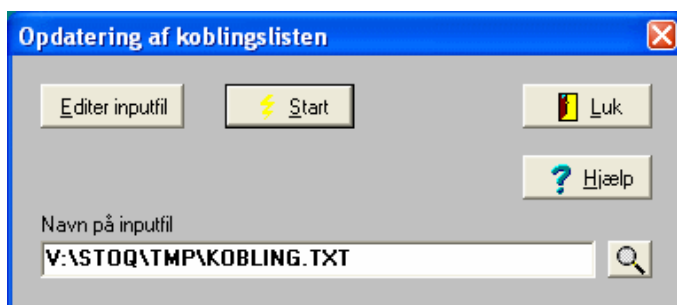 Opdatering af koblingslisten
Editer inputfil
Start
Luk
Hjælp
Navn på inputfil
V:\STOQ\TMP\KOBLING.TXT